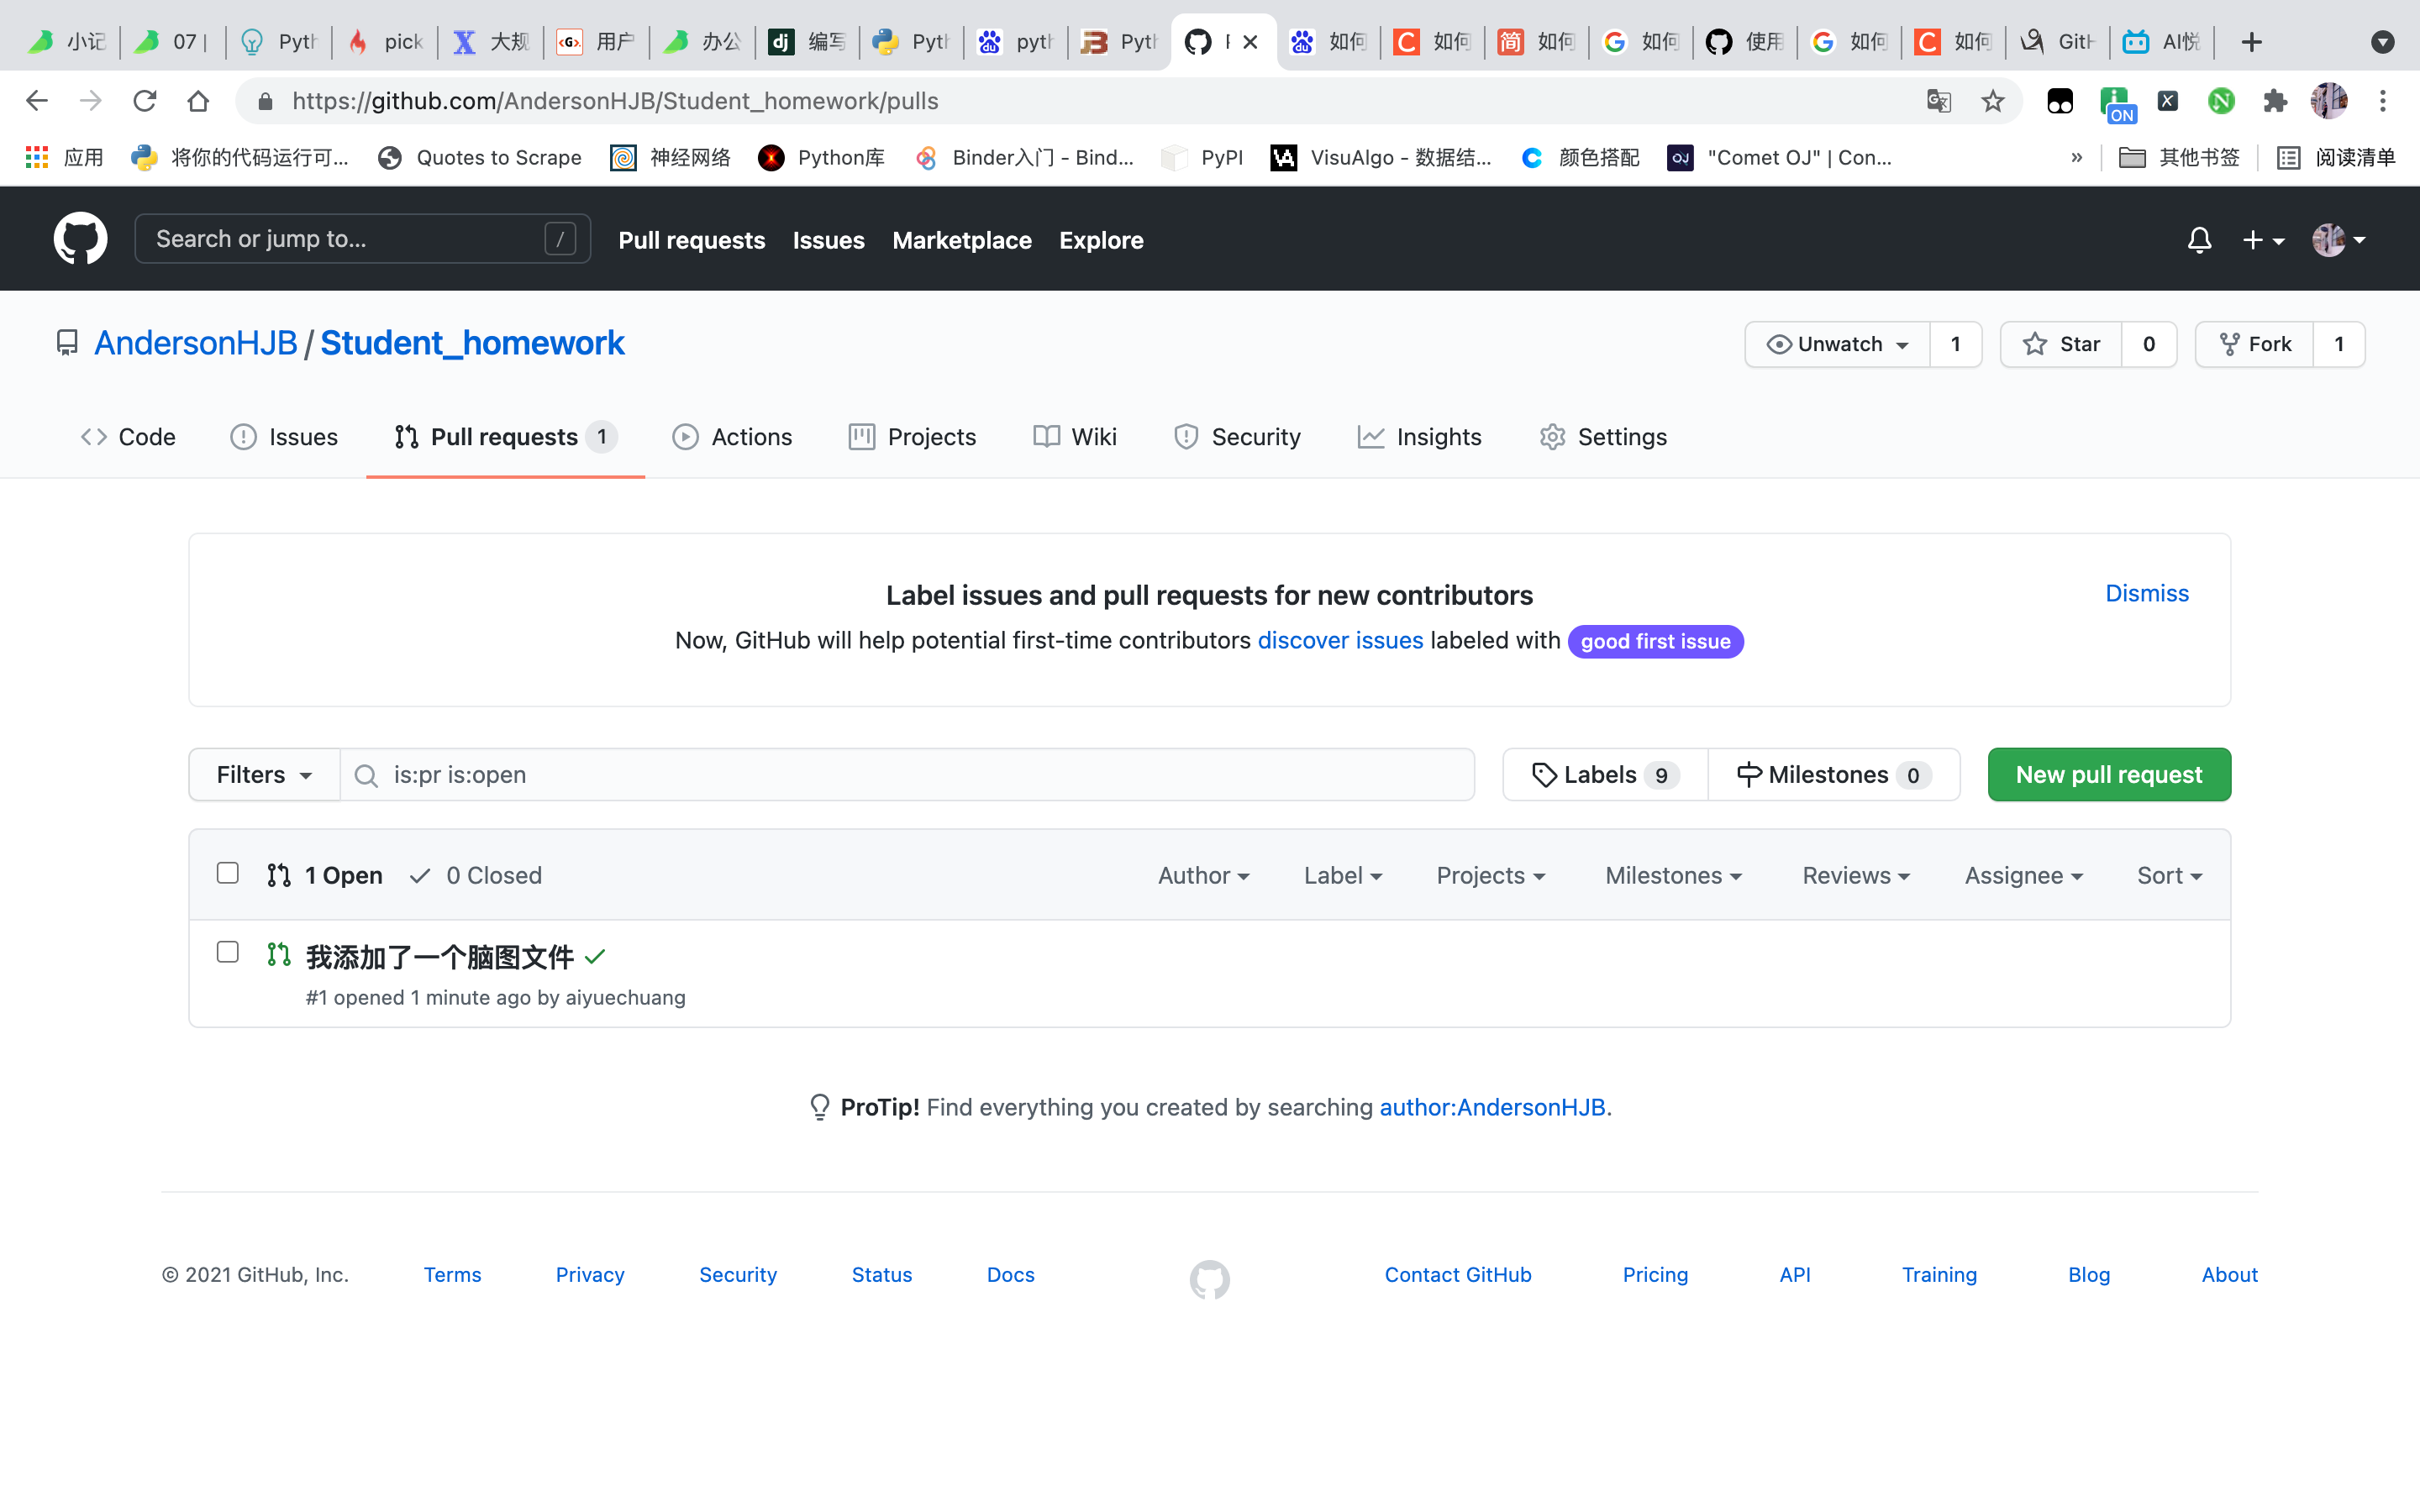 小记 07 | Pyth pick 大规 用户 办公 编写 Pyth pyth Pyth 如何 如何 如何 如何 使用 如何 如何 GitH AI悦
https://github.com/AndersonHJB/Student_homework/pulls
ON
应用 将你的代码运行可... Quotes to Scrape 神经网络 Python库 Binder入门 - Bind... PyPI VisuAlgo - 数据结... 颜色搭配 "Comet OJ" | Con... » 其他书签 阅读清单
Search or jump to... / Pull requests Issues Marketplace Explore
AndersonHJB / Student_homework Unwatch 1 Star 0 Fork 1
Code Issues Pull requests 1 Actions Projects Wiki Security Insights Settings
Label issues and pull requests for new contributors Dismiss
Now, GitHub will help potential first-time contributors discover issues labeled with good first issue
Filters is:pr is:open Labels 9 Milestones 0 New pull request
1 Open 0 Closed Author Label Projects Milestones Reviews Assignee Sort
我添加了一个脑图文件
#1 opened 1 minute ago by aiyuechuang
ProTip! Find everything you created by searching author:AndersonHJB.
© 2021 GitHub, Inc. Terms Privacy Security Status Docs Contact GitHub Pricing API Training Blog About